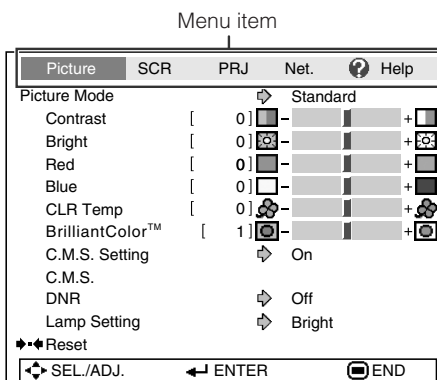 Menu item
Picture SCR PRJ Net. ? Help
Picture Mode Standard
Contrast [ 0 ] – +
Bright [ 0 ] – +
Red [ 0 ] – +
Blue [ 0 ] – +
CLR Temp [ 0 ] – +
BrilliantColor™ [ 1 ] – +
C.M.S. Setting On
C.M.S.
DNR Off
Lamp Setting Bright
Reset
SEL./ADJ. ENTER END